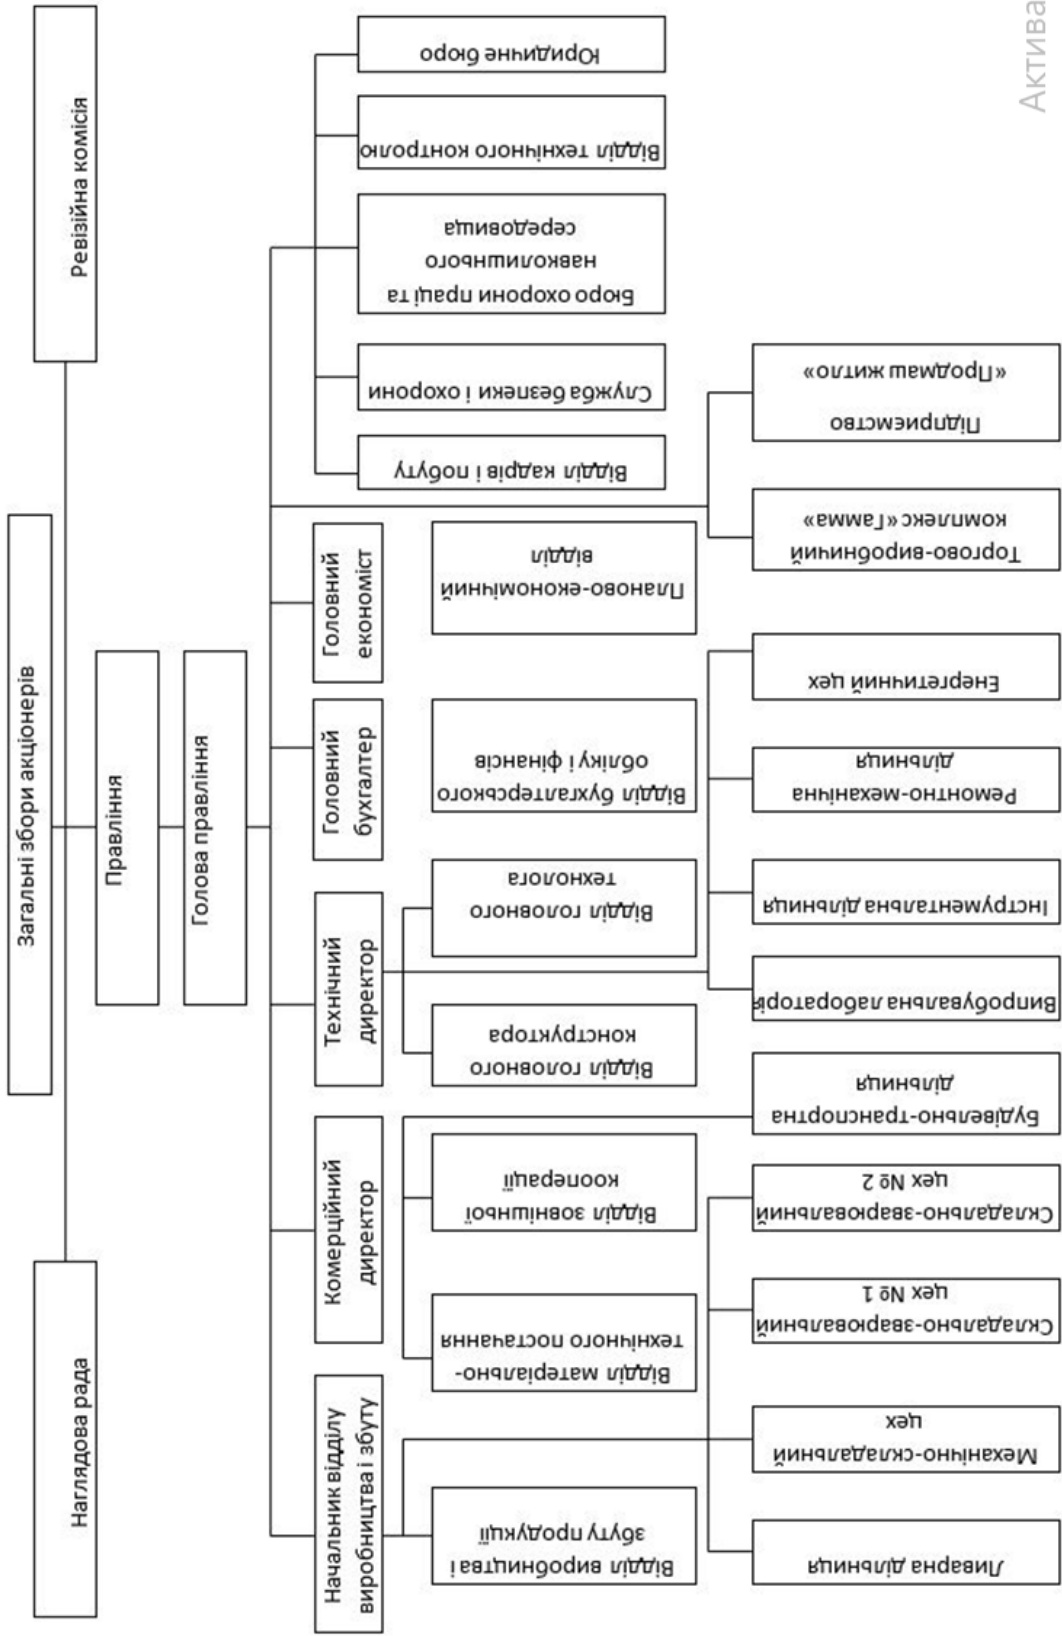 Загальні збори акціонерів
Наглядова рада
Ревізійна комісія
Правління
Голова правління
Начальник відділу
виробництва і збуту
Комерційний
директор
Технічний
директор
Головний
бухгалтер
Головний
економіст
Відділ кадрів і побуту
Служба безпеки і охорони
Бюро охорони праці та
навколишнього
середовища
Відділ технічного контролю
Юридичне бюро
Відділ виробництва і
збуту продукції
Відділ матеріально-
технічного постачання
Відділ зовнішньої
кооперації
Відділ головного
конструктора
Відділ головного
технолога
Відділ бухгалтерського
обліку і фінансів
Планово-економічний
відділ
Ливарна дільниця
Механічно-складальний
цех
Складально-зварювальний
цех № 1
Складально-зварювальний
цех № 2
Будівельно-транспортна
дільниця
Випробувальна лабораторія
Інструментальна дільниця
Ремонтно-механічна
дільниця
Енергетичний цех
Торгово-виробничий
комплекс «Гамма»
Підприємство
«Продмаш житло»
Актива